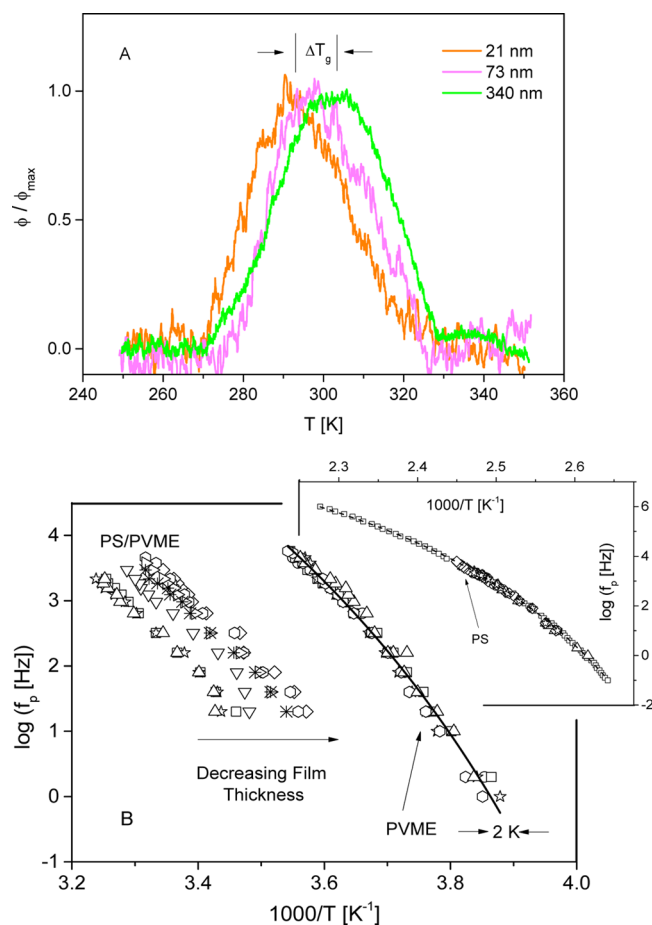 A
ΔTg
21 nm
73 nm
340 nm
1.0
0.5
0.0
ϕ / ϕmax
240 260 280 300 320 340 360
T [K]
2.3 2.4 2.5 2.6
1000/T [K-1]
PS
6
4
2
0
-2
log (fp [Hz])
PS/PVME
4
3
2
1
0
-1
log (fp [Hz])
Decreasing Film
Thickness
PVME
2 K
B
3.2 3.4 3.6 3.8 4.0
1000/T [K-1]